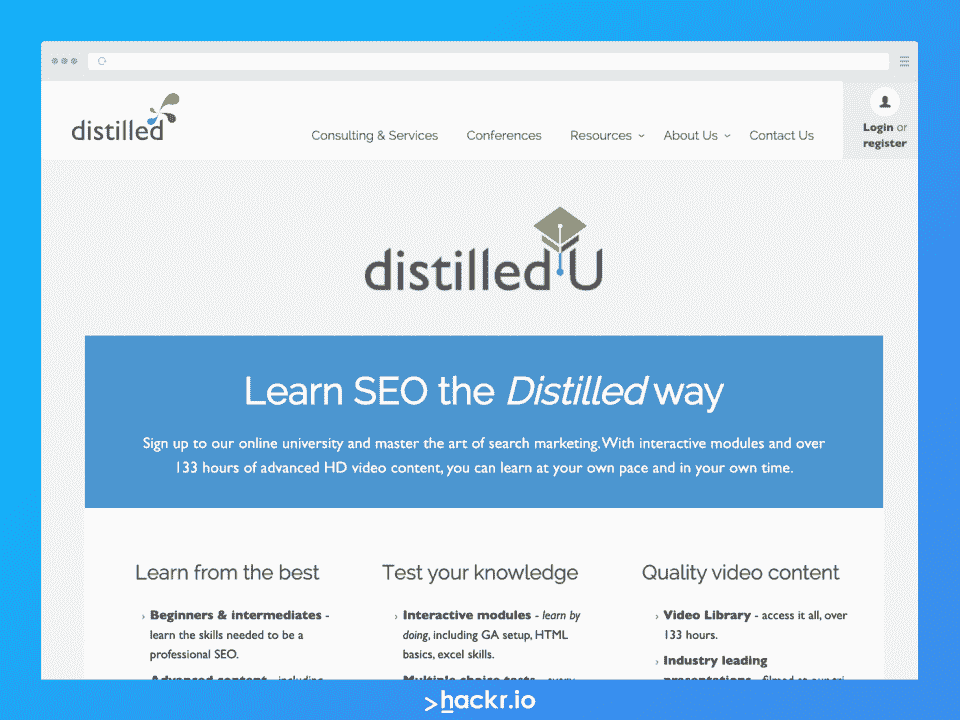 distilled
Consulting & Services
Conferences
Resources
About Us
Contact Us
Login or
register
distilledU
Learn SEO the Distilled way
Sign up to our online university and master the art of search marketing. With interactive modules and over
133 hours of advanced HD video content, you can learn at your own pace and in your own time.
Learn from the best
› Beginners & intermediates -
learn the skills needed to be a
professional SEO.
› Advanced content - including
Test your knowledge
› Interactive modules - learn by
doing, including GA setup, HTML
basics, excel skills.
› Multiple choice tests - every
Quality video content
› Video Library - access it all, over
133 hours.
› Industry leading
presentations - filmed at our tri
>hackr.io